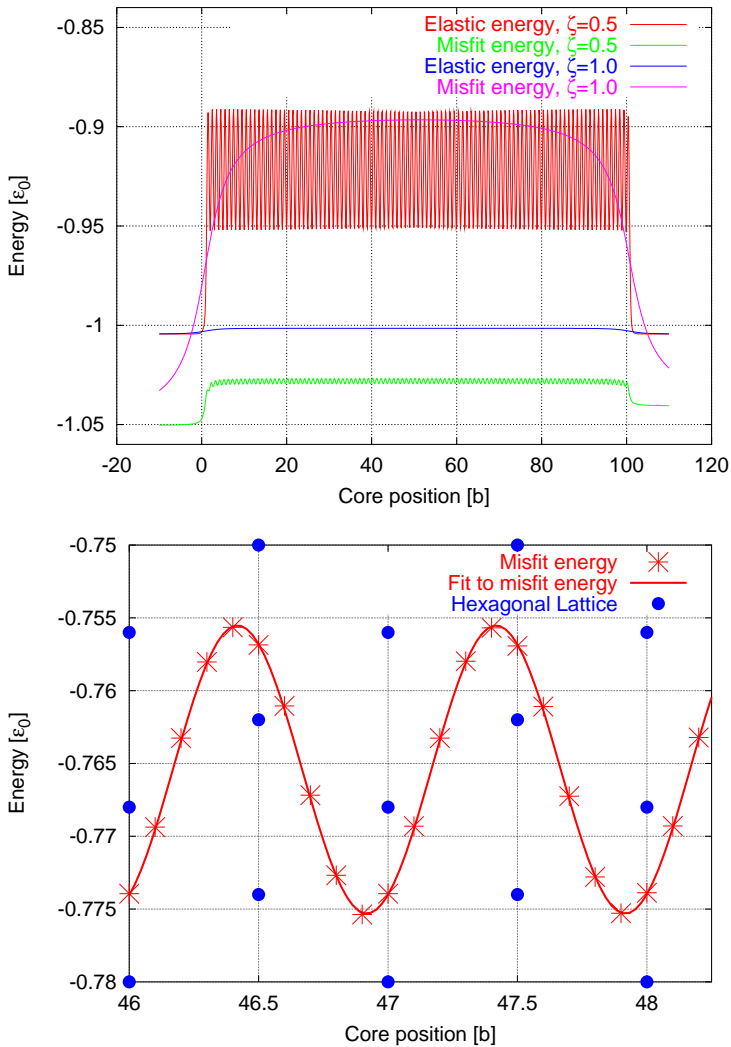 Elastic energy, ζ=0.5
Misfit energy, ζ=0.5
Elastic energy, ζ=1.0
Misfit energy, ζ=1.0
-0.85
-0.9
-0.95
-1
-1.05
Energy [ε₀]
-20 0 20 40 60 80 100 120
Core position [b]
Misfit energy
Fit to misfit energy
Hexagonal Lattice
-0.75
-0.755
-0.76
-0.765
-0.77
-0.775
-0.78
Energy [ε₀]
46 46.5 47 47.5 48
Core position [b]